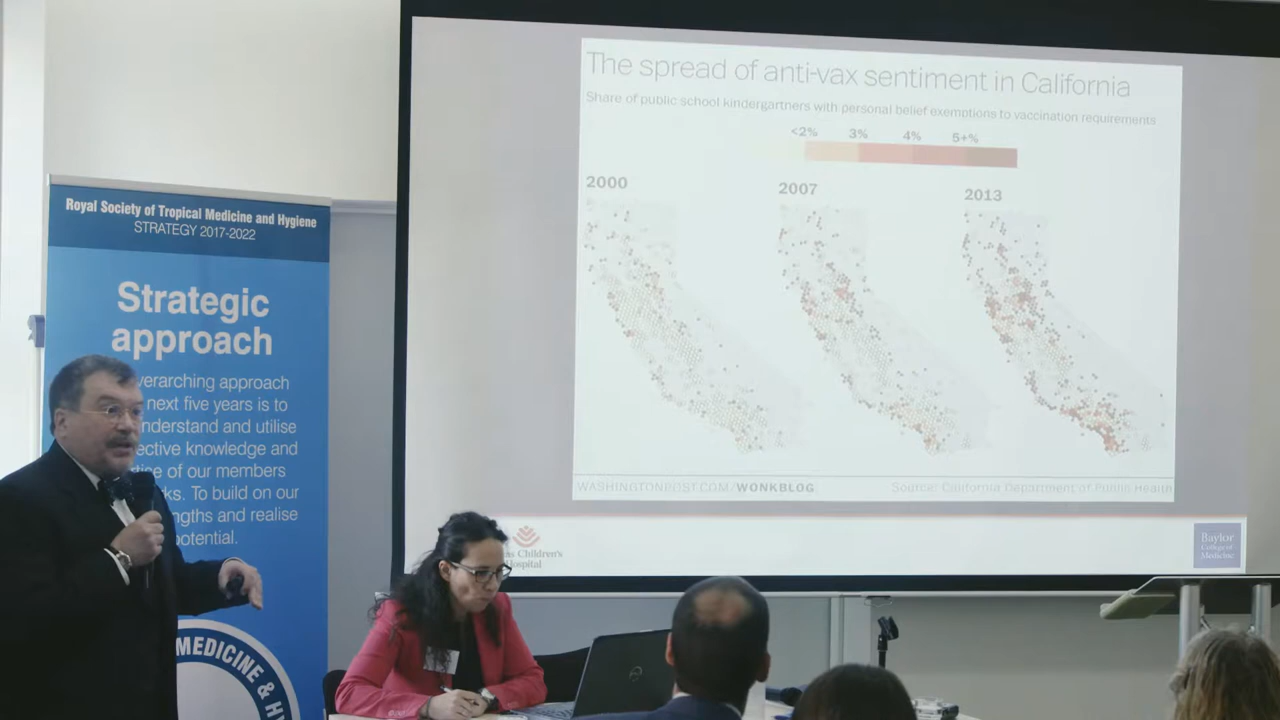 Royal Society of Tropical Medicine and Hygiene
STRATEGY 2017-2022
Strategic
approach
verarching approach
next five years is to
nderstand and utilise
ective knowledge and
tise of our members
ks. To build on our
ngths and realise
potential.
MEDICINE & H
The spread of anti-vax sentiment in California
Share of public school kindergartners with personal belief exemptions to vaccination requirements
<2% 3% 4% 5+%
2000 2007 2013
WASHINGTONPOST.COM/WONKBLOG Source: California Department of Public Health
as Children's
Hospital
Baylor
College of
Medicine